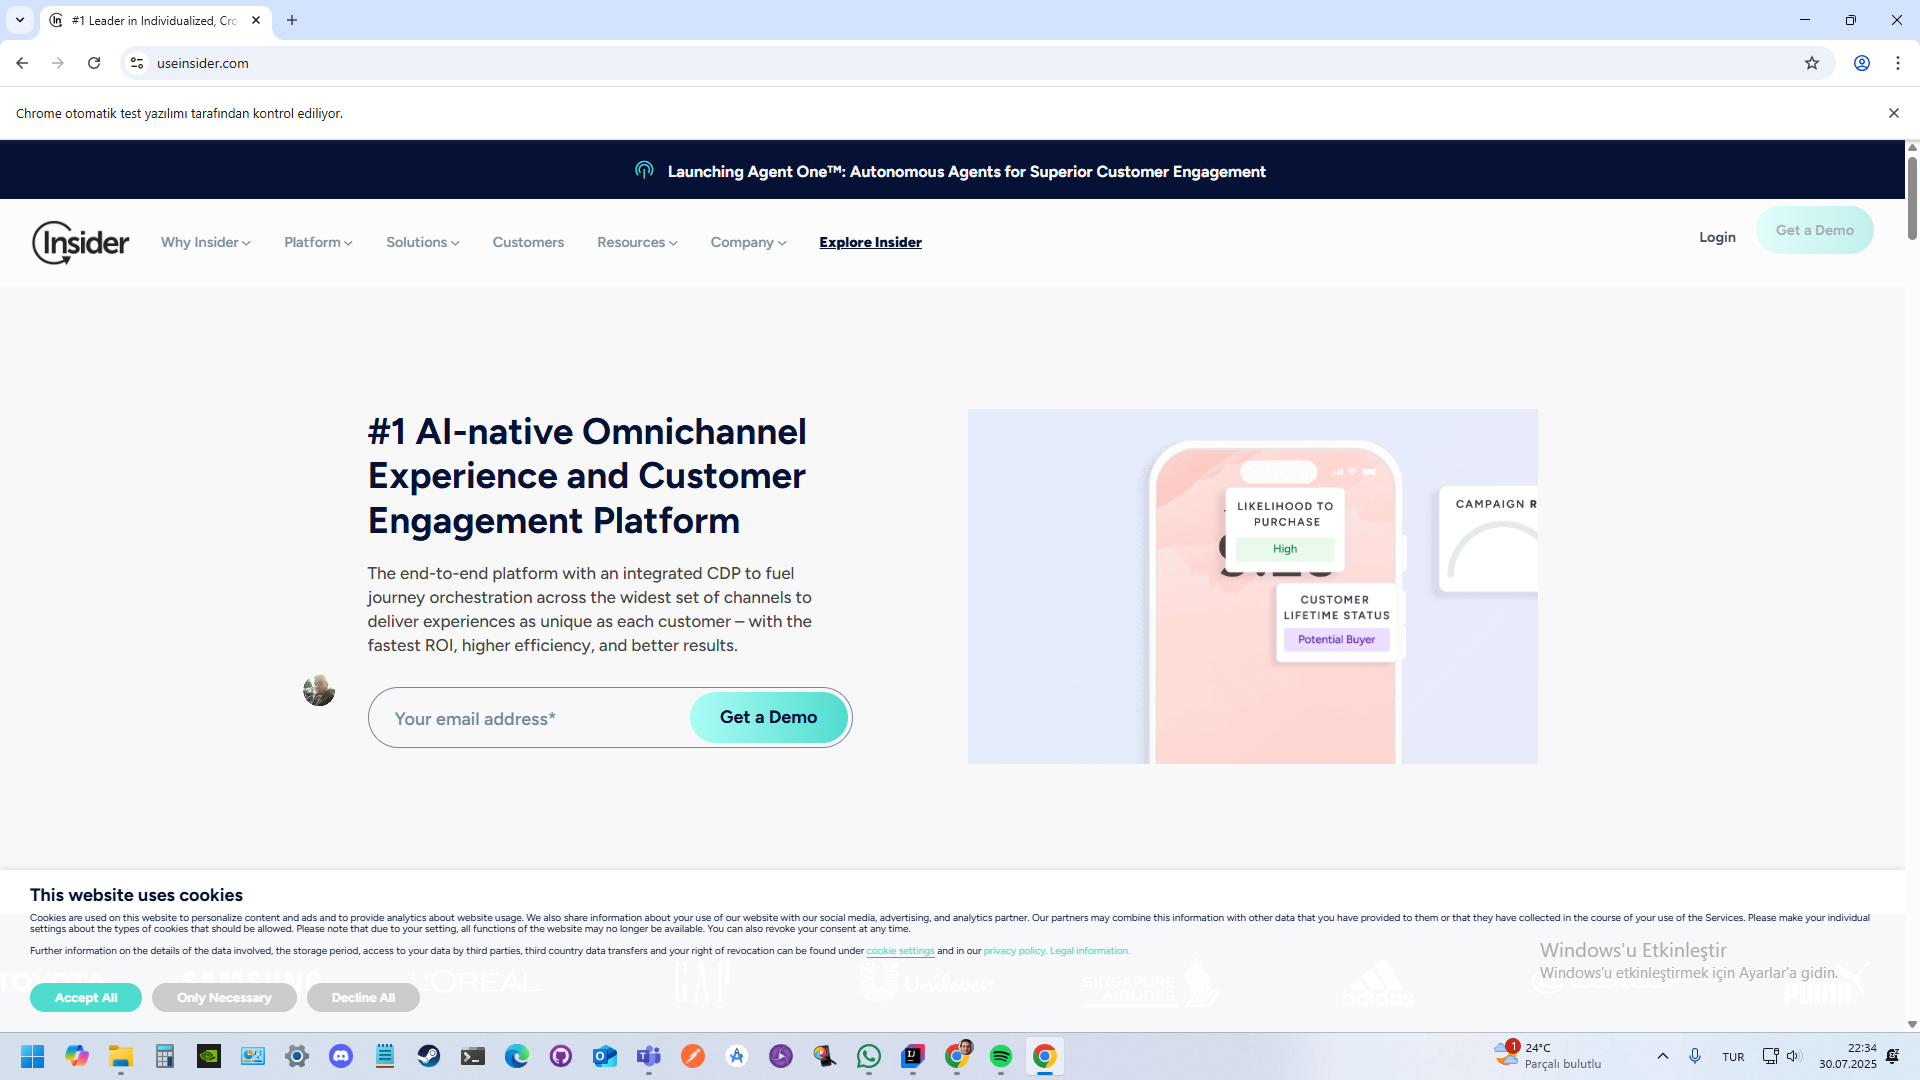 #1 Leader in Individualized, Cro
useinsider.com
Chrome otomatik test yazılımı tarafından kontrol ediliyor.
Launching Agent One™: Autonomous Agents for Superior Customer Engagement
Insider
Why Insider
Platform
Solutions
Customers
Resources
Company
Explore Insider
Login
Get a Demo
#1 AI-native Omnichannel
Experience and Customer
Engagement Platform
The end-to-end platform with an integrated CDP to fuel
journey orchestration across the widest set of channels to
deliver experiences as unique as each customer – with the
fastest ROI, higher efficiency, and better results.
Your email address*
Get a Demo
LIKELIHOOD TO
PURCHASE
High
CUSTOMER
LIFETIME STATUS
Potential Buyer
CAMPAIGN R
This website uses cookies
Cookies are used on this website to personalize content and ads and to provide analytics about website usage. We also share information about your use of our website with our social media, advertising, and analytics partner. Our partners may combine this information with other data that you have provided to them or that they have collected in the course of your use of the Services. Please make your individual
settings about the types of cookies that should be allowed. Please note that due to your setting, all functions of the website may no longer be available. You can also revoke your consent at any time.
Further information on the details of the data involved, the storage period, access to your data by third parties, third country data transfers and your right of revocation can be found under cookie settings and in our privacy policy. Legal information.
TOYOTA
SAMSUNG
L'ORÉAL
GAP
Unilever
SINGAPORE
AIRLINES
adidas
PUMA
Accept All
Only Necessary
Decline All
Windows'u Etkinleştir
Windows'u etkinleştirmek için Ayarlar'a gidin.
1
24°C
Parçalı bulutlu
TUR
22:34
30.07.2025